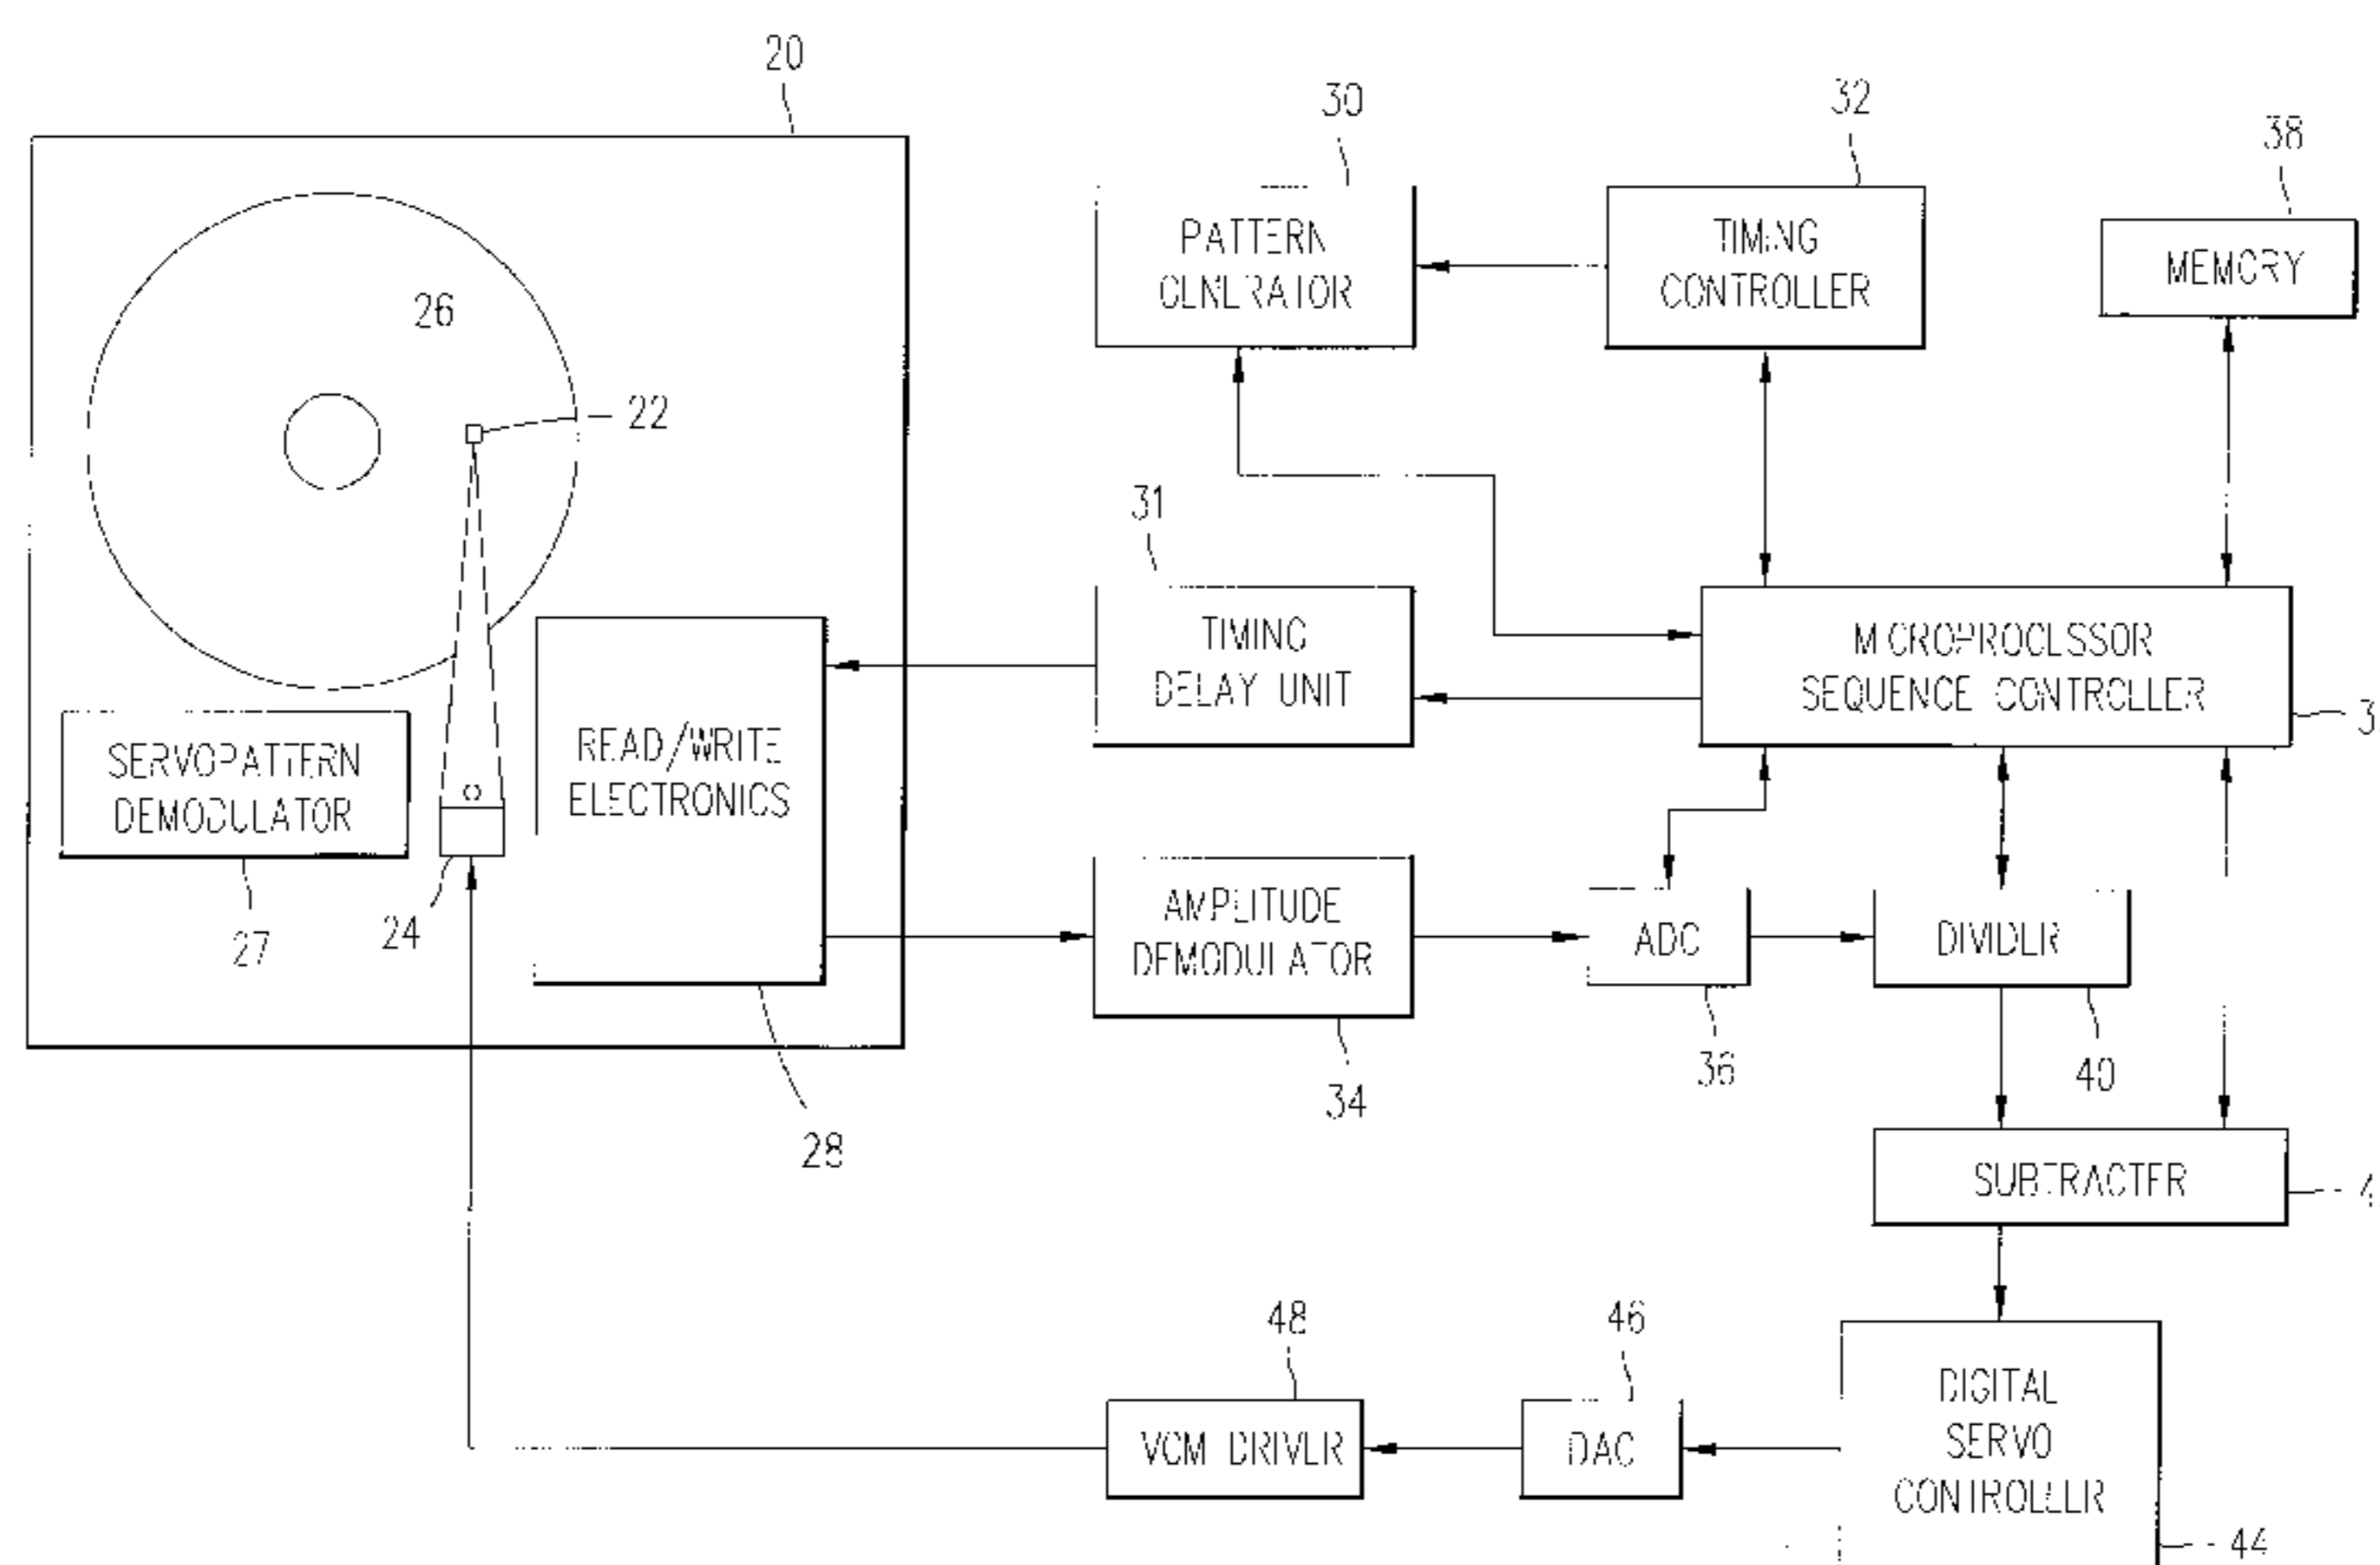 20
30
32
38
PATTERN
GENERATOR
TIMING
CONTROLLER
MEMORY
26
22
31
TIMING
DELAY UNIT
MICROPROCESSOR
SEQUENCE CONTROLLER
3
SERVOPATTERN
DEMODULATOR
READ/WRITE
ELECTRONICS
27
24
AMPLITUDE
DEMODULATOR
ADC
DIVIDER
36
40
34
28
SUBTRACTER
4
48
46
DIGITAL
SERVO
CONTROLLER
VCM DRIVER
DAC
44